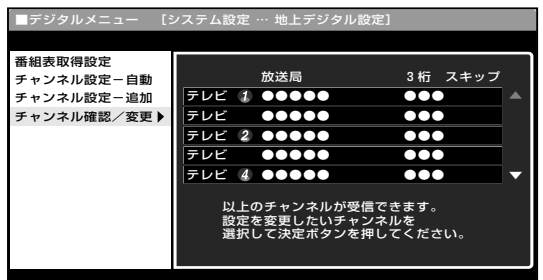 ■デジタルメニュー [システム設定 … 地上デジタル設定]
番組表取得設定
チャンネル設定－自動
チャンネル設定－追加
チャンネル確認／変更▶
放送局 3桁 スキップ
テレビ 1 ●●●●● ●●●
テレビ ●●●●● ●●●
テレビ 2 ●●●●● ●●●
テレビ ●●●●● ●●●
テレビ 4 ●●●●● ●●●
以上のチャンネルが受信できます。
設定を変更したいチャンネルを
選択して決定ボタンを押してください。